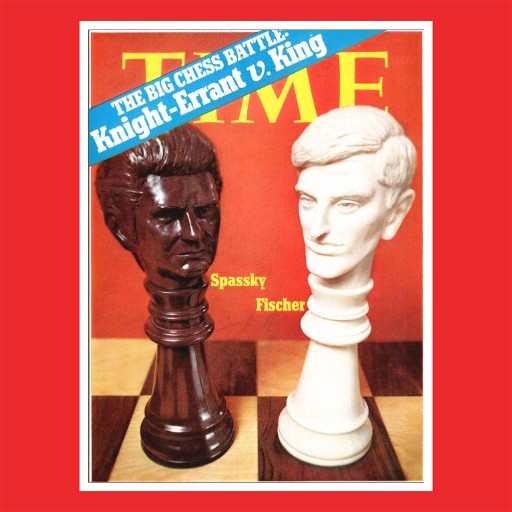 THE BIG CHESS BATTLE:
Knight-Errant v. King
TIME
Spassky
Fischer